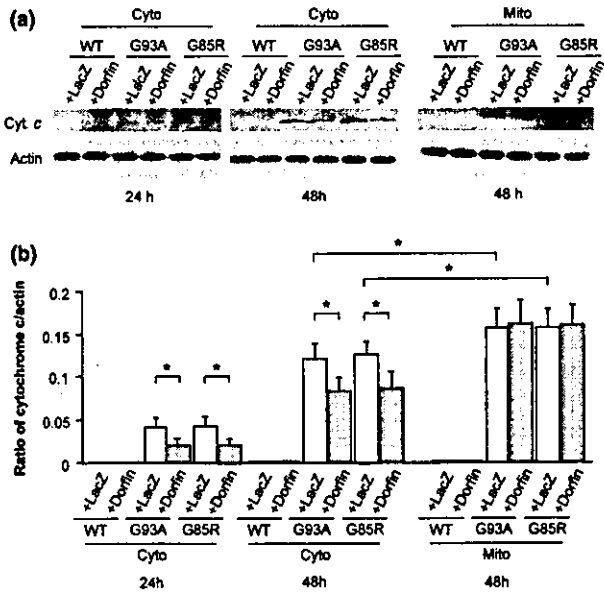 (a)
Cyto Cyto Mito
WT G93A G85R WT G93A G85R WT G93A G85R
+LacZ +Dorfin +LacZ +Dorfin +LacZ +Dorfin +LacZ +Dorfin +LacZ +Dorfin +LacZ +Dorfin +LacZ +Dorfin +LacZ +Dorfin +LacZ +Dorfin
Cyt. c
Actin
24 h 48h 48 h
(b)
* *
* * * *
Ratio of cytochrome c/actin
0.2
0.15
0.1
0.05
0
+LacZ +Dorfin +LacZ +Dorfin +LacZ +Dorfin +LacZ +Dorfin +LacZ +Dorfin +LacZ +Dorfin +LacZ +Dorfin +LacZ +Dorfin +LacZ +Dorfin
WT G93A G85R WT G93A G85R WT G93A G85R
Cyto Cyto Mito
24h 48h 48h